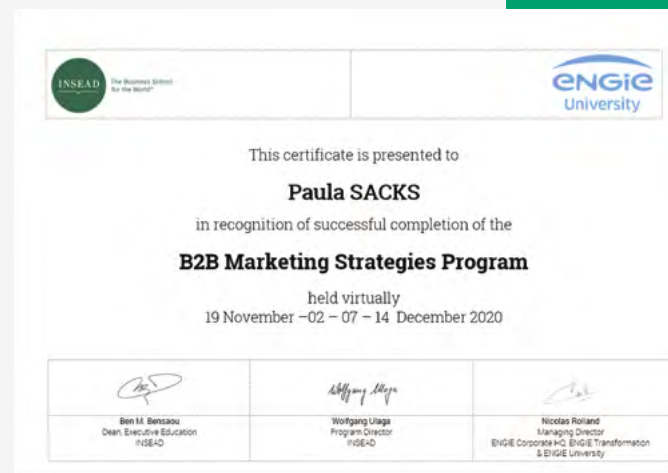 INSEAD
The Business School
for the World®
ENGIE
University
This certificate is presented to
Paula SACKS
in recognition of successful completion of the
B2B Marketing Strategies Program
held virtually
19 November –02 – 07 – 14 December 2020
Ben M. Bensaou
Dean, Executive Education
INSEAD
Wolfgang Ulaga
Wolfgang Ulaga
Program Director
INSEAD
Nicolas Rolland
Managing Director
ENGIE Corporate HQ, ENGIE Transformation
& ENGIE University